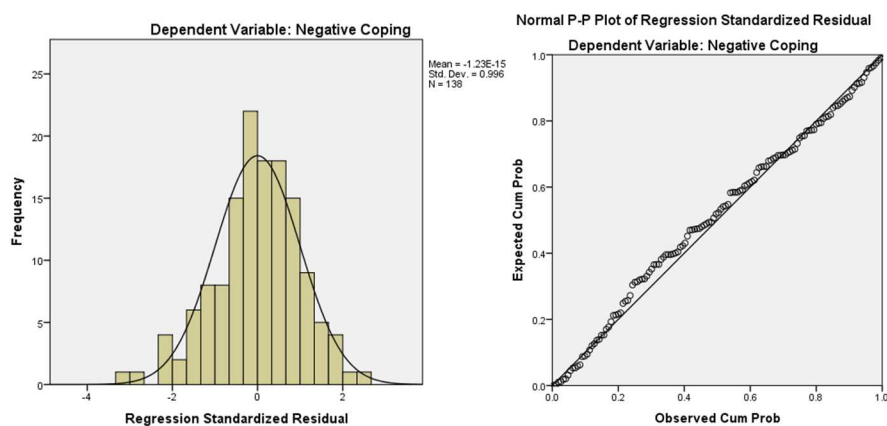 Dependent Variable: Negative Coping
Mean = -1.23E-15
Std. Dev. = 0.996
N = 138
25
20
15
10
5
0
-4
-2
0
2
Frequency
Regression Standardized Residual
Normal P-P Plot of Regression Standardized Residual
Dependent Variable: Negative Coping
1.0
0.8
0.6
0.4
0.2
0.0
0.0
0.2
0.4
0.6
0.8
1.0
Expected Cum Prob
Observed Cum Prob